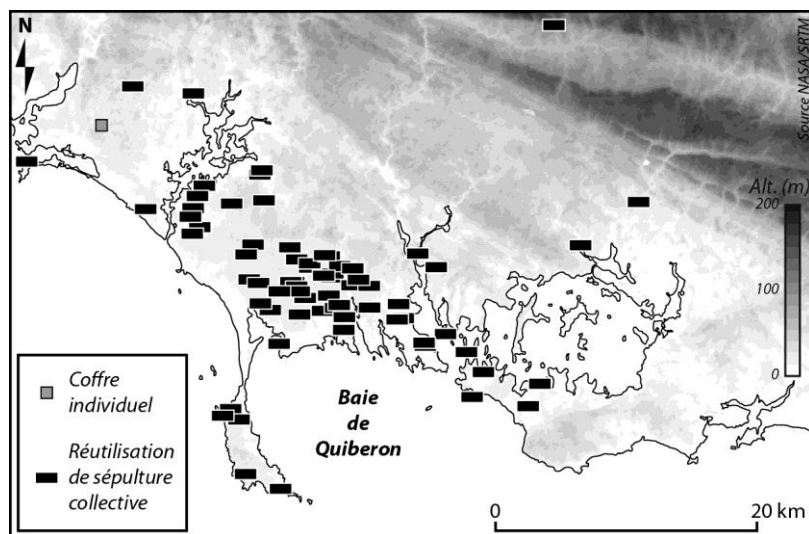 N
Source NASA/SRTM
Alt. (m)
200
100
0
Coffre
individuel
Réutilisation
de sépulture
collective
Baie
de
Quiberon
0
20 km